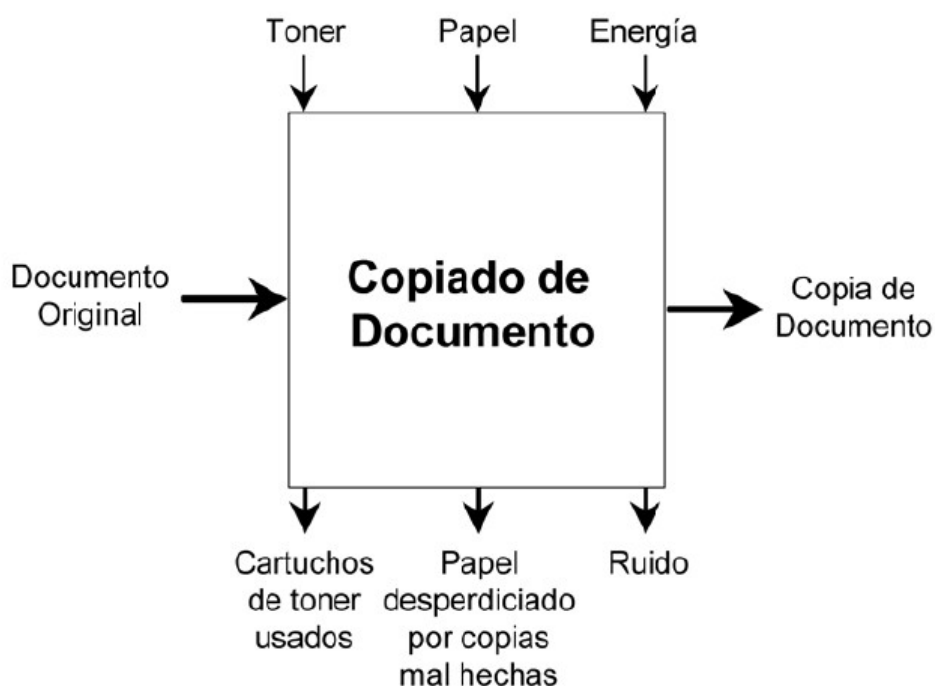 Toner
Papel
Energía
Documento
Original
Copiado de
Documento
Copia de
Documento
Cartuchos
de toner
usados
Papel
desperdiciado
por copias
mal hechas
Ruido